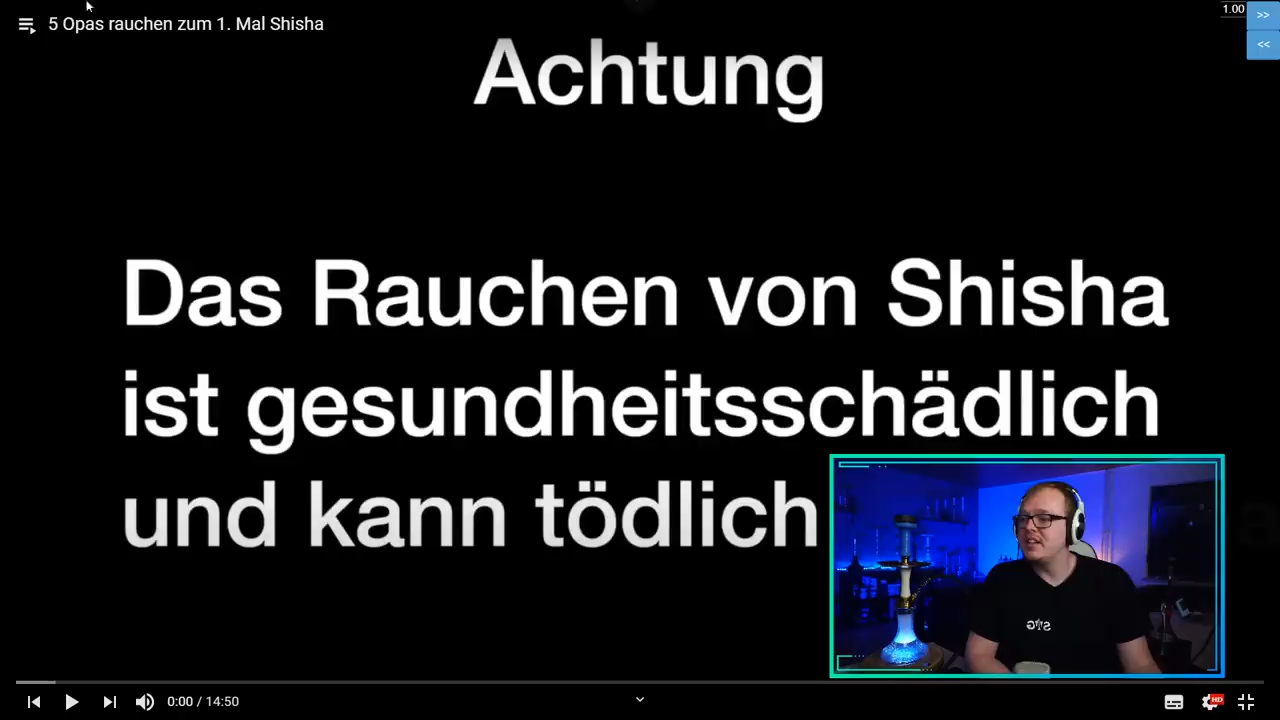 5 Opas rauchen zum 1. Mal Shisha
1.00
>>
<<
Achtung
Das Rauchen von Shisha
ist gesundheitsschädlich
und kann tödlich
0:00 / 14:50
HD